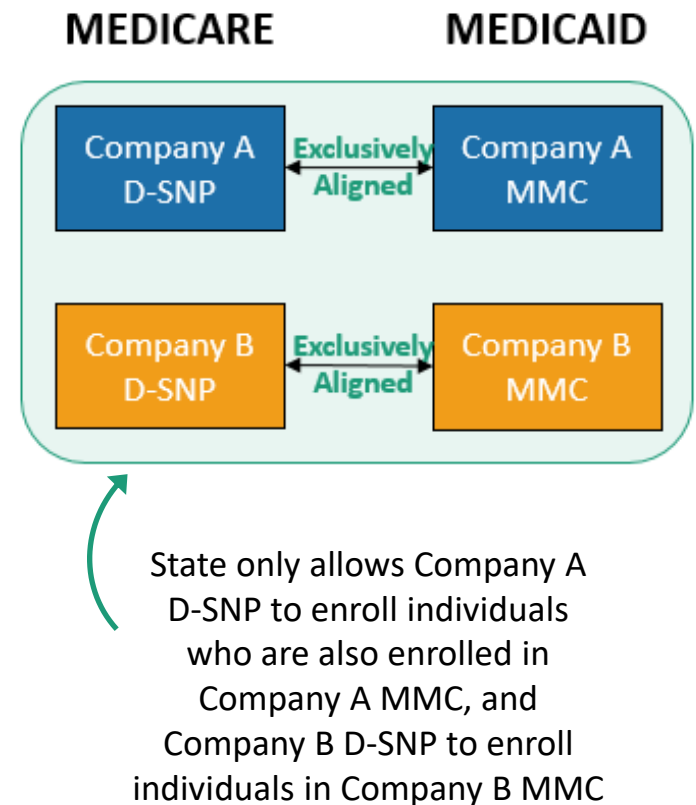 MEDICARE MEDICAID
Company A Exclusively Company A
D-SNP Aligned MMC
Company B Exclusively Company B
D-SNP Aligned MMC
State only allows Company A
D-SNP to enroll individuals
who are also enrolled in
Company A MMC, and
Company B D-SNP to enroll
individuals in Company B MMC